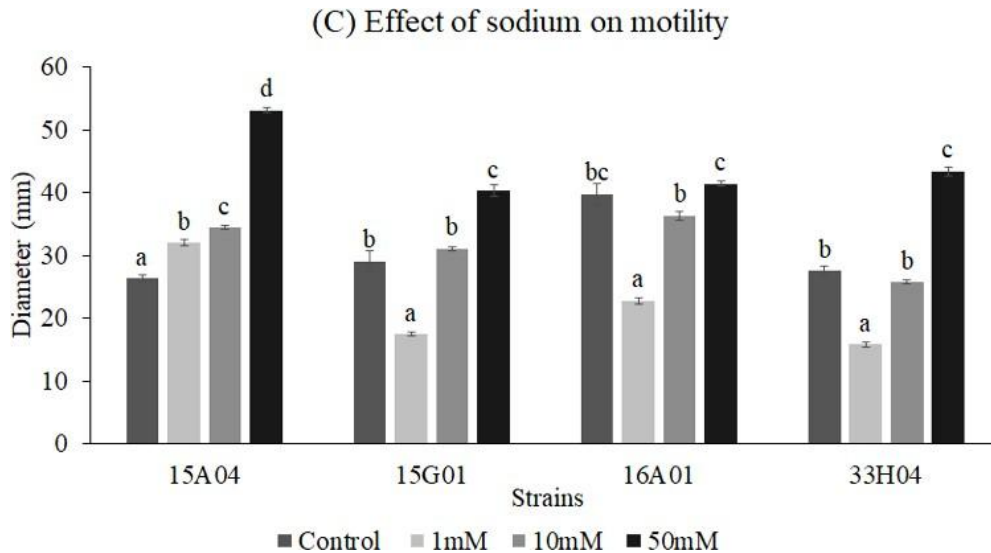 (C) Effect of sodium on motility
60
50
40
30
20
10
0
Diameter (mm)
a b c d
b a b c
bc a b c
b a b c
15A04 15G01 16A01 33H04
Strains
Control 1mM 10mM 50mM